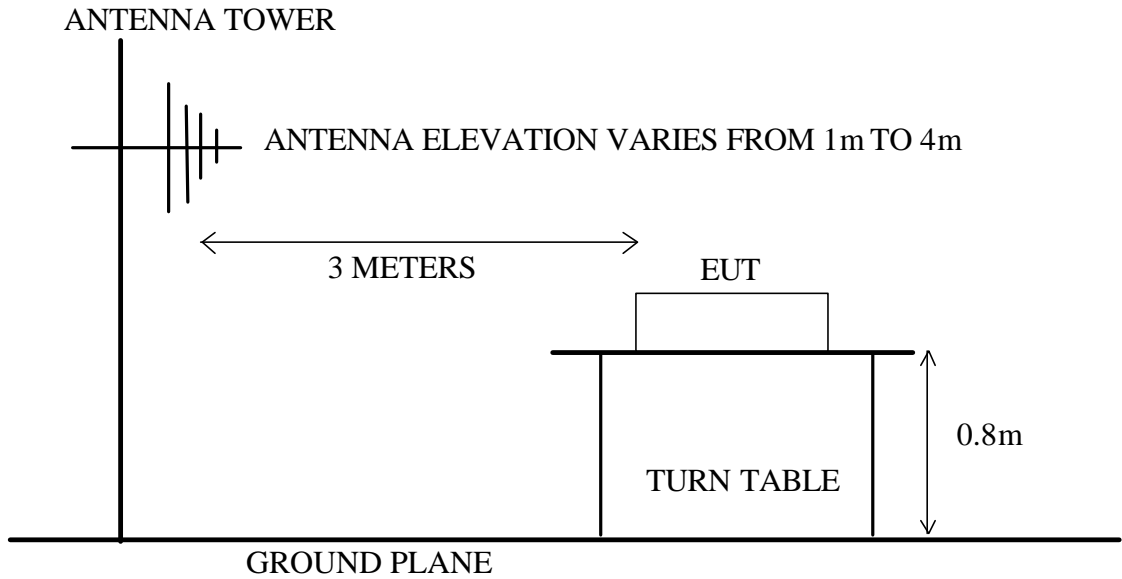 ANTENNA TOWER
ANTENNA ELEVATION VARIES FROM 1m TO 4m
3 METERS
EUT
0.8m
TURN TABLE
GROUND PLANE